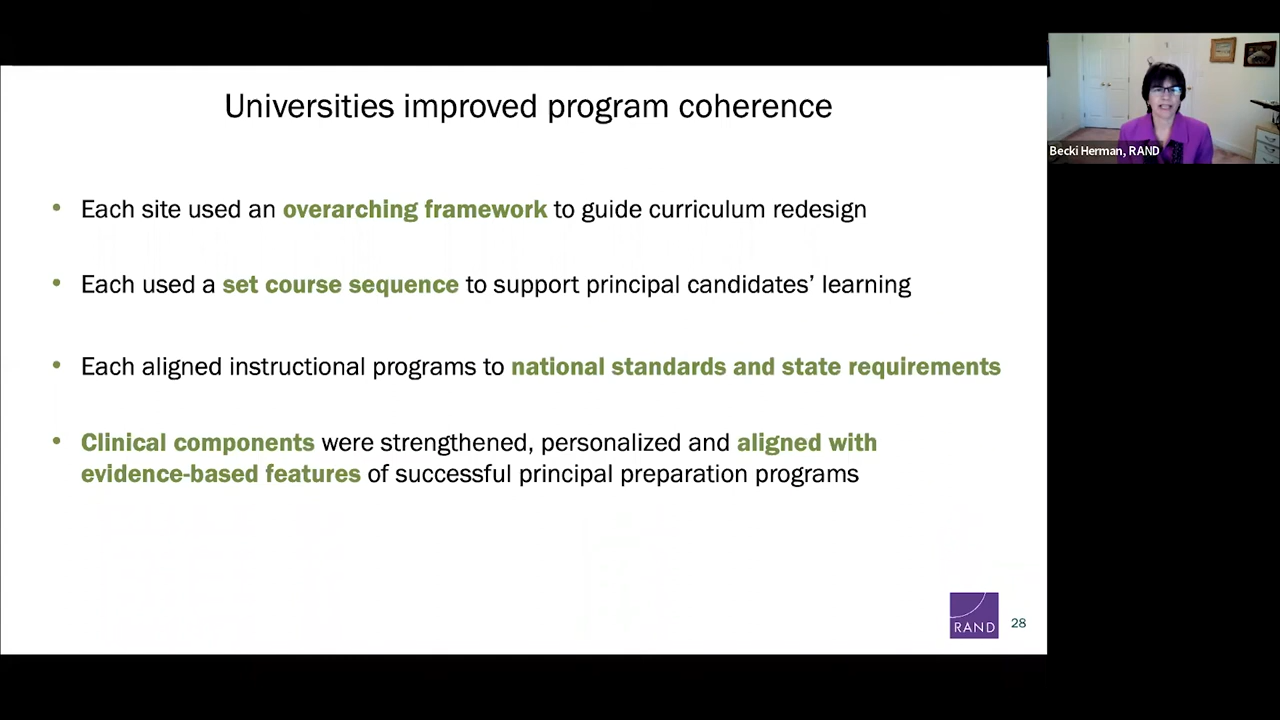 Universities improved program coherence
Becki Herman, RAND
• Each site used an overarching framework to guide curriculum redesign
• Each used a set course sequence to support principal candidates’ learning
• Each aligned instructional programs to national standards and state requirements
• Clinical components were strengthened, personalized and aligned with
evidence-based features of successful principal preparation programs
RAND
28